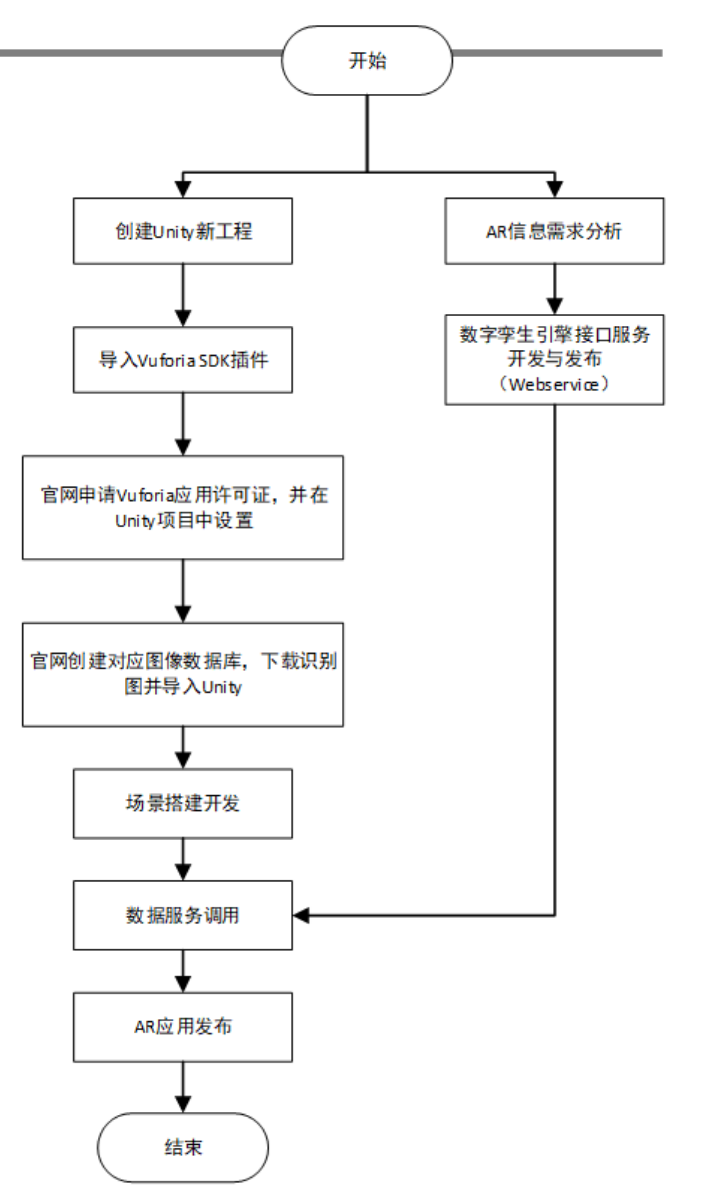 开始
创建Unity新工程
AR信息需求分析
导入Vuforia SDK插件
数字孪生引擎接口服务
开发与发布
（Webservice）
官网申请Vuforia应用许可证，并在
Unity项目中设置
官网创建对应图像数据库，下载识别
图并导入Unity
场景搭建开发
数据服务调用
AR应用发布
结束